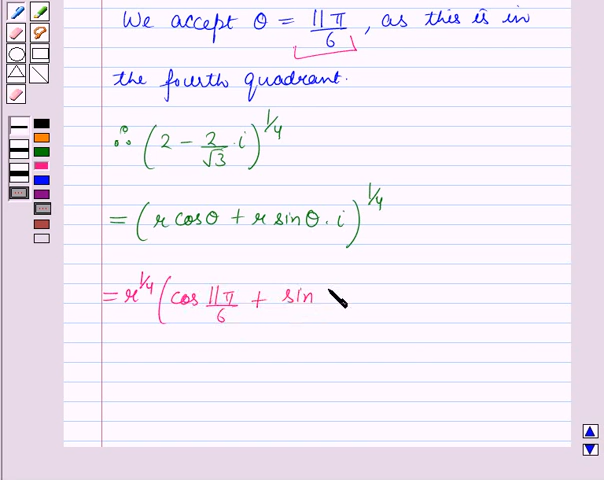 We accept θ = 11π/6, as this is in
the fourth quadrant.
∴ (2 - 2/√3 · i)^1/4
= (r cosθ + r sinθ · i)^1/4
= r^1/4 (cos 11π/6 + sin